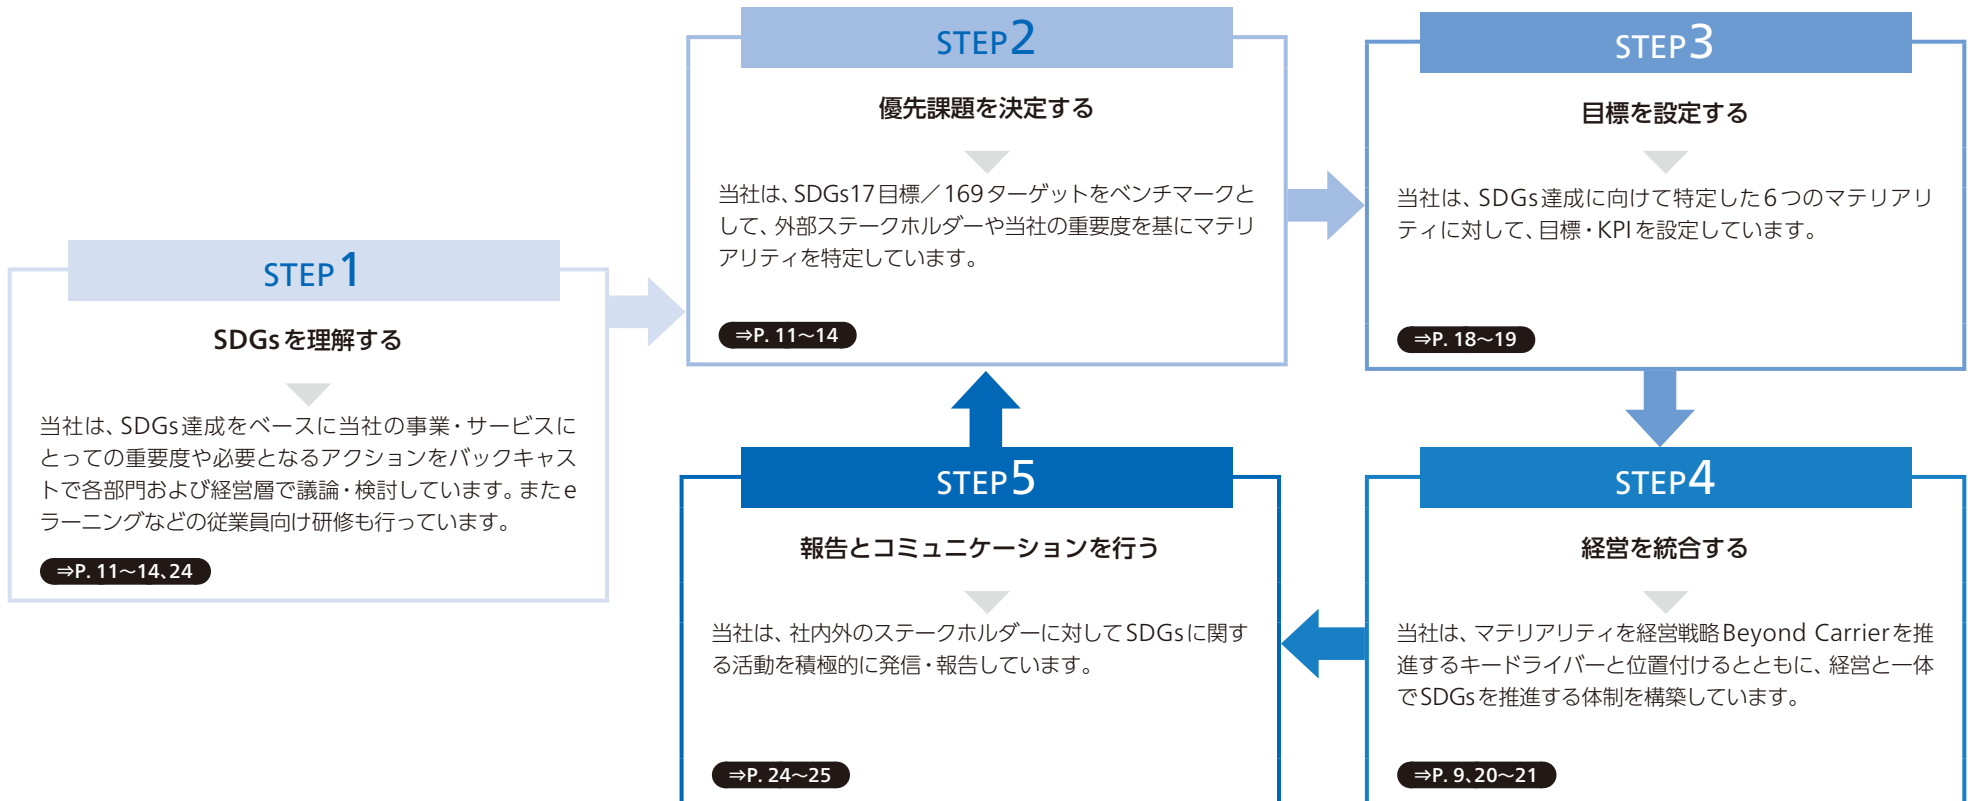 STEP1
SDGsを理解する
当社は、SDGs達成をベースに当社の事業・サービスに
とっての重要度や必要となるアクションをバックキャス
トで各部門および経営層で議論・検討しています。またe
ラーニングなどの従業員向け研修も行っています。
⇒P. 11～14、24
STEP2
優先課題を決定する
当社は、SDGs17目標／169ターゲットをベンチマークと
して、外部ステークホルダーや当社の重要度を基にマテリ
アリティを特定しています。
⇒P. 11～14
STEP3
目標を設定する
当社は、SDGs達成に向けて特定した6つのマテリアリ
ティに対して、目標・KPIを設定しています。
⇒P. 18～19
STEP4
経営を統合する
当社は、マテリアリティを経営戦略Beyond Carrierを推
進するキードライバーと位置付けるとともに、経営と一体
でSDGsを推進する体制を構築しています。
⇒P. 9、20～21
STEP5
報告とコミュニケーションを行う
当社は、社内外のステークホルダーに対してSDGsに関す
る活動を積極的に発信・報告しています。
⇒P. 24～25